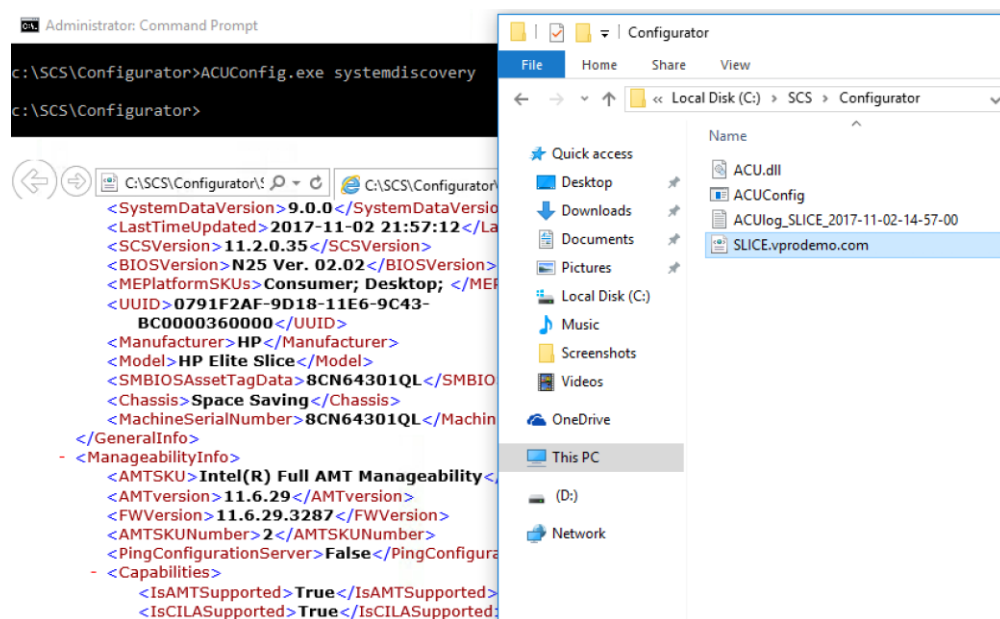 Administrator: Command Prompt
c:\SCS\Configurator>ACUConfig.exe systemdiscovery
c:\SCS\Configurator>
C:\SCS\Configurator\
C:\SCS\Configurator\
<SystemDataVersion>9.0.0</SystemDataVersio
<LastTimeUpdated>2017-11-02 21:57:12</La
<SCSVersion>11.2.0.35</SCSVersion>
<BIOSVersion>N25 Ver. 02.02</BIOSVersion>
<MEPlatformSKUs>Consumer; Desktop; </MEP
<UUID>0791F2AF-9D18-11E6-9C43-
BC0000360000</UUID>
<Manufacturer>HP</Manufacturer>
<Model>HP Elite Slice</Model>
<SMBIOSAssetTagData>8CN64301QL</SMBIO
<Chassis>Space Saving</Chassis>
<MachineSerialNumber>8CN64301QL</Machin
</GeneralInfo>
- <ManageabilityInfo>
<AMTSKU>Intel(R) Full AMT Manageability</
<AMTversion>11.6.29</AMTversion>
<FWVersion>11.6.29.3287</FWVersion>
<AMTSKUNumber>2</AMTSKUNumber>
<PingConfigurationServer>False</PingConfigura
- <Capabilities>
<IsAMTSupported>True</IsAMTSupported>
<IsCILASupported>True</IsCILASupported
Configurator
File Home Share View
« Local Disk (C:) › SCS › Configurator
Name
Quick access
Desktop
Downloads
Documents
Pictures
Local Disk (C:)
Music
Screenshots
Videos
OneDrive
This PC
(D:)
Network
ACU.dll
ACUConfig
ACUlog_SLICE_2017-11-02-14-57-00
SLICE.vprodemo.com